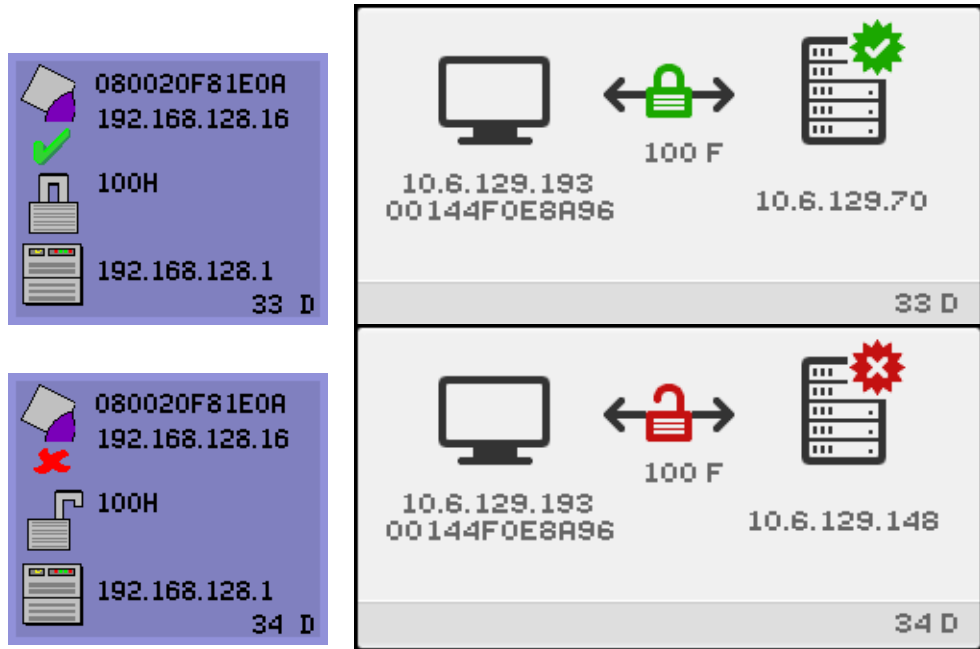 080020F81E0A
192.168.128.16
100H
192.168.128.1
33 D
100 F
10.6.129.193
00144F0E8A96
10.6.129.70
33 D
080020F81E0A
192.168.128.16
100H
192.168.128.1
34 D
100 F
10.6.129.193
00144F0E8A96
10.6.129.148
34 D